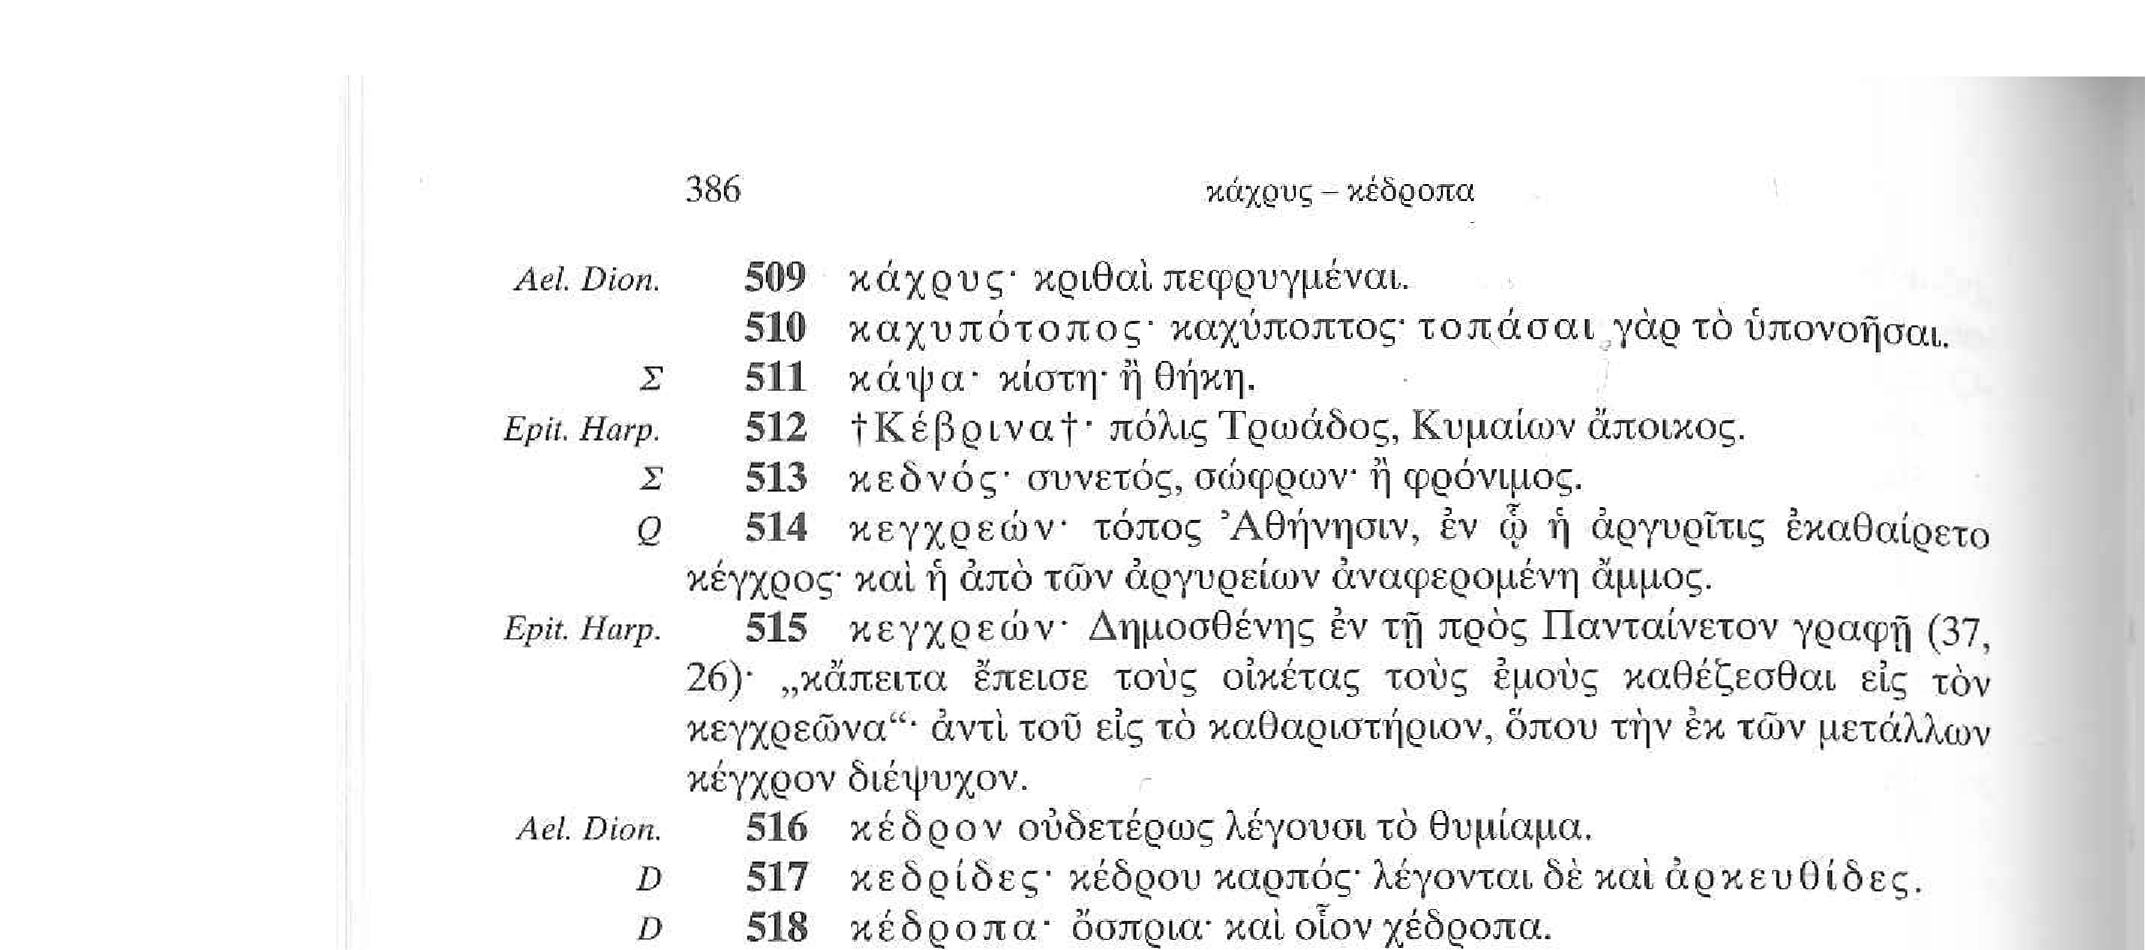 386 κάχρυς – κέδροπα
Ael. Dion. 509 κάχρυς· κριθαὶ πεφρυγμέναι.
510 καχυπότοπος· καχύποπτος· τοπάσαι γὰρ τὸ ὑπονοῆσαι.
Σ 511 κάψα· κίστη· ἢ θήκη.
Epit. Harp. 512 †Κέβρινα†· πόλις Τρωάδος, Κυμαίων ἄποικος.
Σ 513 κεδνός· συνετός, σώφρων· ἢ φρόνιμος.
Q 514 κεγχρεών· τόπος Ἀθήνησιν, ἐν ᾧ ἡ ἀργυρῖτις ἐκαθαίρετο
κέγχρος· καὶ ἡ ἀπὸ τῶν ἀργυρείων ἀναφερομένη ἄμμος.
Epit. Harp. 515 κεγχρεών· Δημοσθένης ἐν τῇ πρὸς Πανταίνετον γραφῇ (37,
26)· „κἄπειτα ἔπεισε τοὺς οἰκέτας τοὺς ἐμοὺς καθέζεσθαι εἰς τὸν
κεγχρεῶνα“· ἀντὶ τοῦ εἰς τὸ καθαριστήριον, ὅπου τὴν ἐκ τῶν μετάλλων
κέγχρον διέψυχον.
Ael. Dion. 516 κέδρον οὐδετέρως λέγουσι τὸ θυμίαμα.
D 517 κεδρίδες· κέδρου καρπός· λέγονται δὲ καὶ ἀρκευθίδες.
D 518 κέδροπα· ὄσπρια· καὶ οἷον χέδροπα.